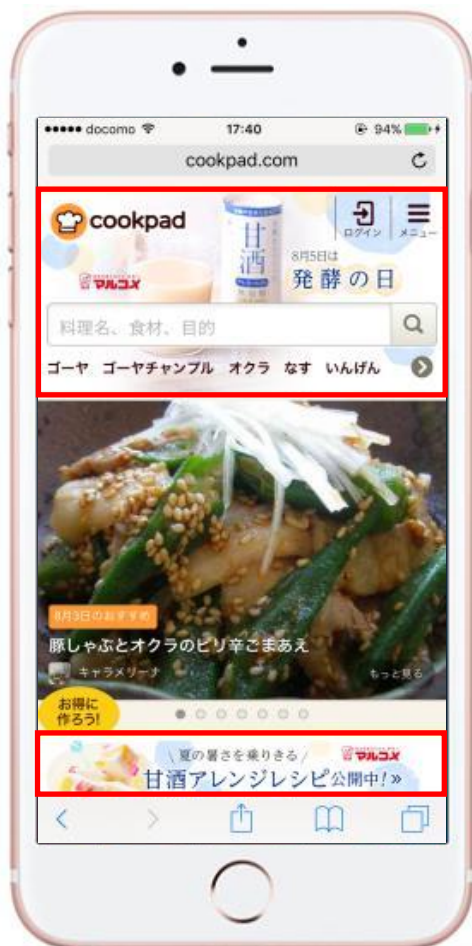 docomo 17:40 94%
cookpad.com
cookpad
ログイン
メニュー
甘酒
8月5日は
マルコメ
発酵の日
料理名、食材、目的
ゴーヤ ゴーヤチャンプル オクラ なす いんげん
8月3日のおすすめ
豚しゃぶとオクラのピリ辛ごまあえ
キャラメリーナ もっと見る
お得に
作ろう!
\ 夏の暑さを乗りきる / マルコメ
甘酒アレンジレシピ公開中!»